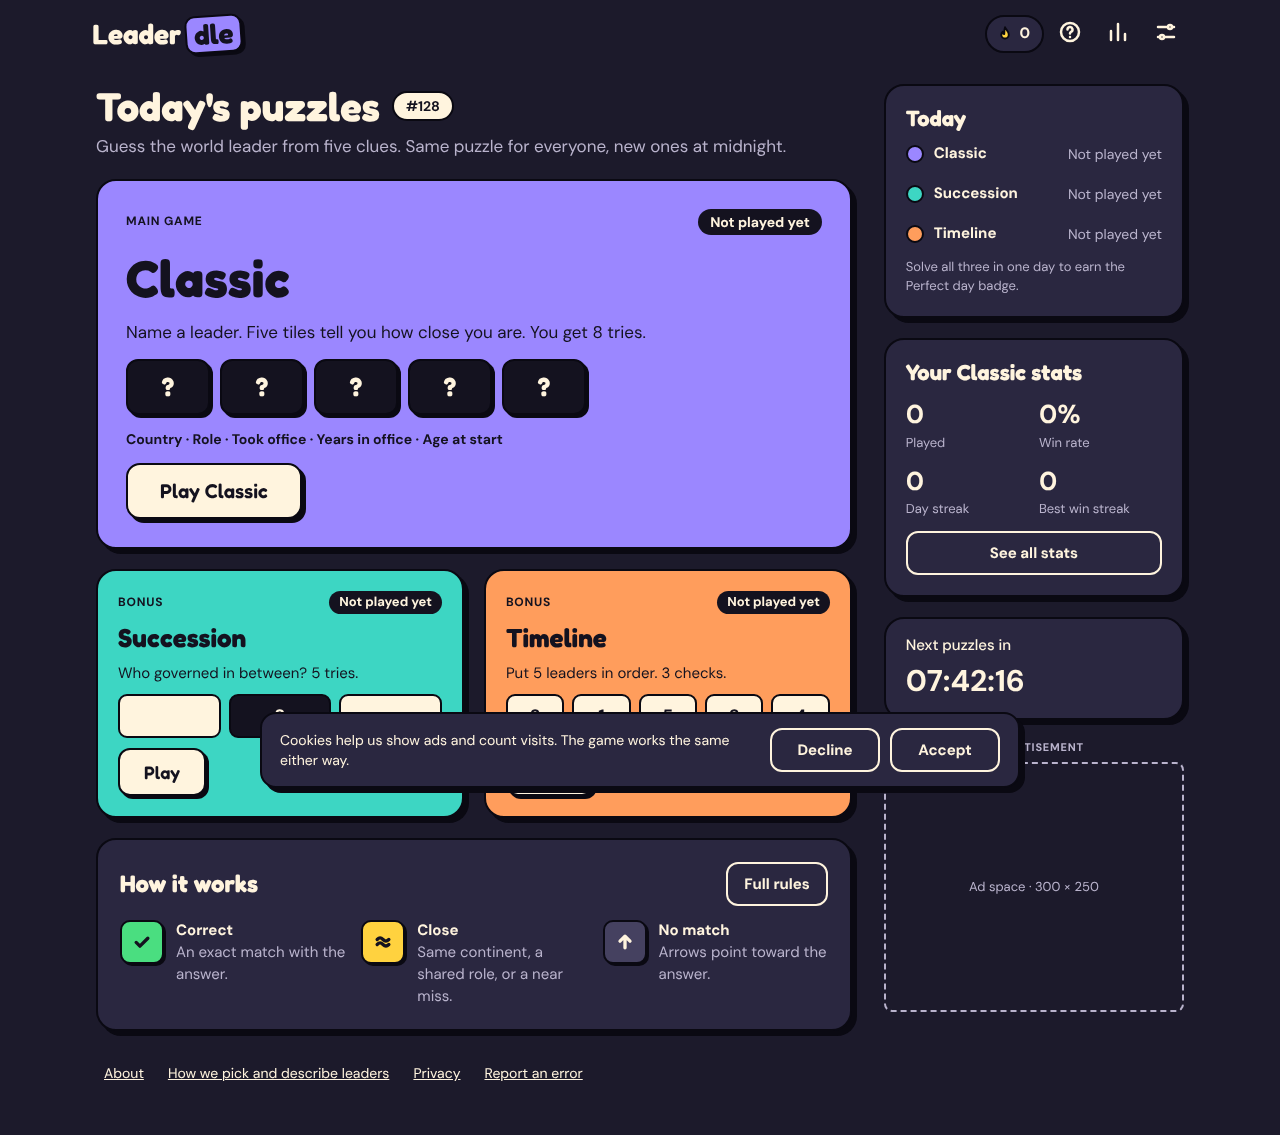 Leader dle
0
Today's puzzles #128
Guess the world leader from five clues. Same puzzle for everyone, new ones at midnight.
MAIN GAME
Not played yet
Classic
Name a leader. Five tiles tell you how close you are. You get 8 tries.
? ? ? ? ?
Country · Role · Took office · Years in office · Age at start
Play Classic
BONUS
Not played yet
Succession
Who governed in between? 5 tries.
Play
BONUS
Not played yet
Timeline
Put 5 leaders in order. 3 checks.
Cookies help us show ads and count visits. The game works the same
either way.
Decline
Accept
How it works
Full rules
Correct
An exact match with the
answer.
Close
Same continent, a
shared role, or a near
miss.
No match
Arrows point toward the
answer.
Today
Classic Not played yet
Succession Not played yet
Timeline Not played yet
Solve all three in one day to earn the
Perfect day badge.
Your Classic stats
0 0%
Played Win rate
0 0
Day streak Best win streak
See all stats
Next puzzles in
07:42:16
Ad space · 300 × 250
About How we pick and describe leaders Privacy Report an error